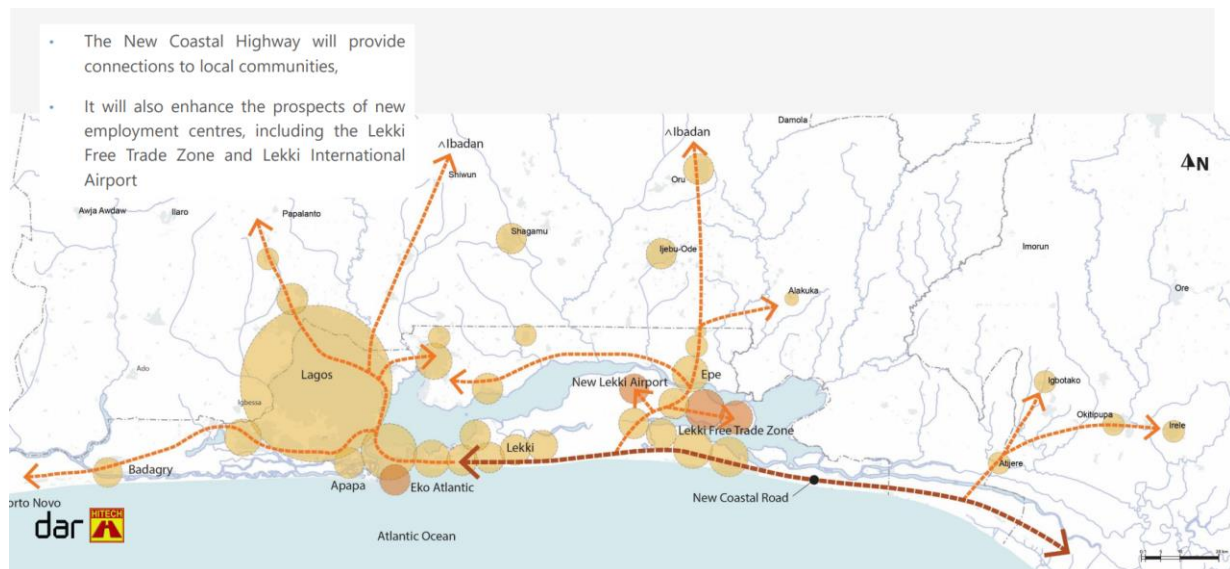 • The New Coastal Highway will provide
connections to local communities,
• It will also enhance the prospects of new
employment centres, including the Lekki
Free Trade Zone and Lekki International
Airport
^Ibadan
Shiwun
^Ibadan
Oru
Damola
N
Awja Awdaw
Ilaro
Papalanto
Shagamu
Ijebu-Ode
Imorun
Alakuka
Ore
Ado
Lagos
Igbessa
New Lekki Airport
Epe
Igbotako
Lekki Free Trade Zone
Okitipupa
Irele
Lekki
Badagry
Atijere
Apapa
Eko Atlantic
New Coastal Road
orto Novo
dar
HITECH
Atlantic Ocean